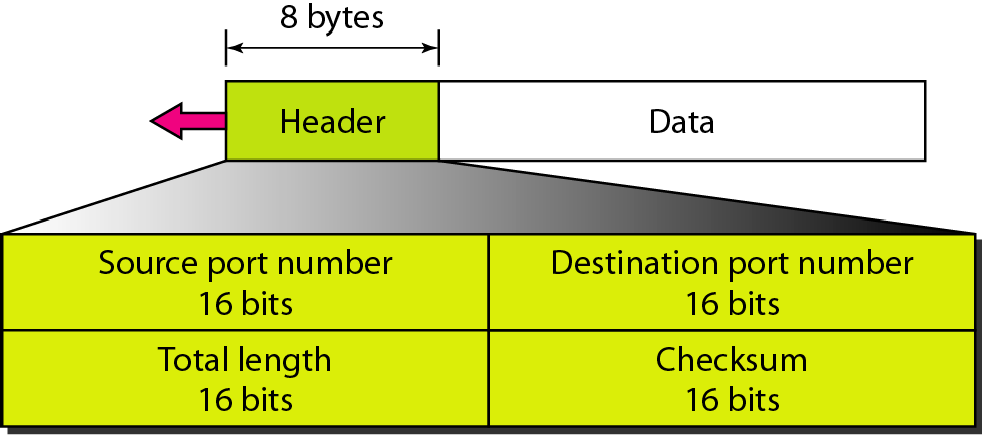 8 bytes
Header
Data
Source port number
16 bits
Destination port number
16 bits
Total length
16 bits
Checksum
16 bits